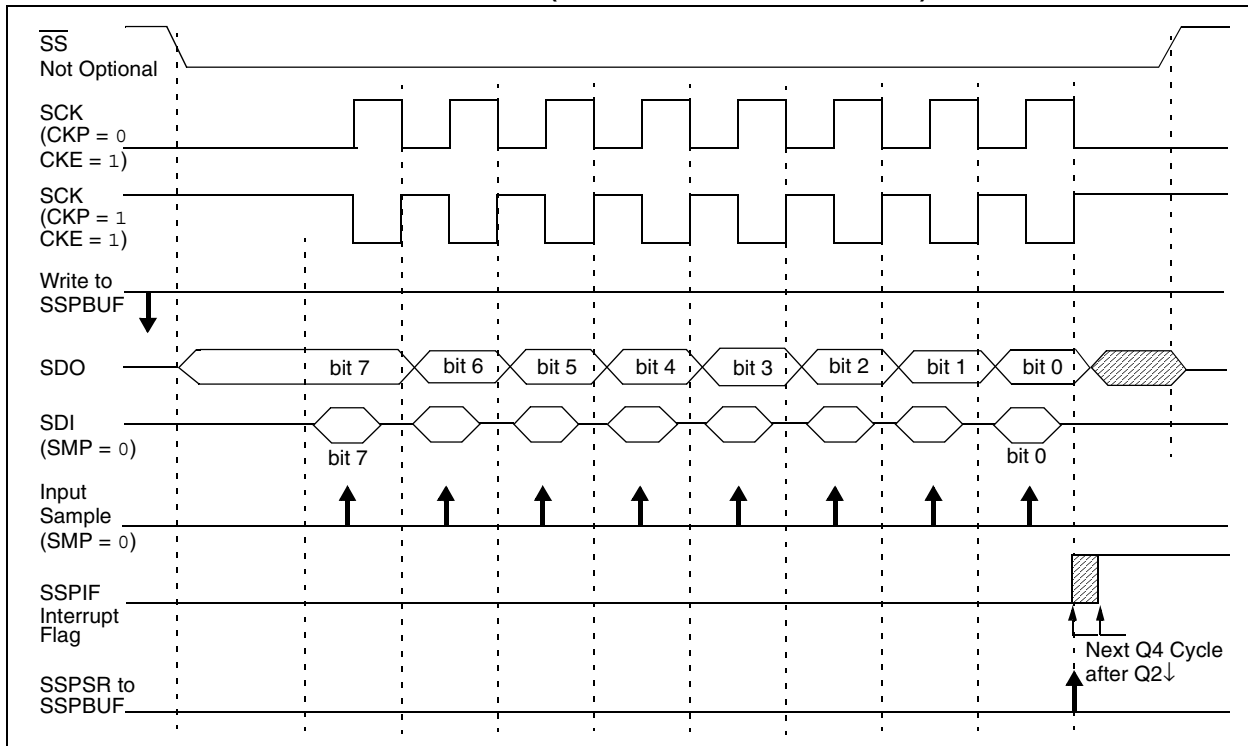 SS
Not Optional
SCK
(CKP = 0
CKE = 1)
SCK
(CKP = 1
CKE = 1)
Write to
SSPBUF
SDO
bit 7 bit 6 bit 5 bit 4 bit 3 bit 2 bit 1 bit 0
SDI
(SMP = 0)
bit 7 bit 0
Input
Sample
(SMP = 0)
SSPIF
Interrupt
Flag
Next Q4 Cycle
after Q2↓
SSPSR to
SSPBUF